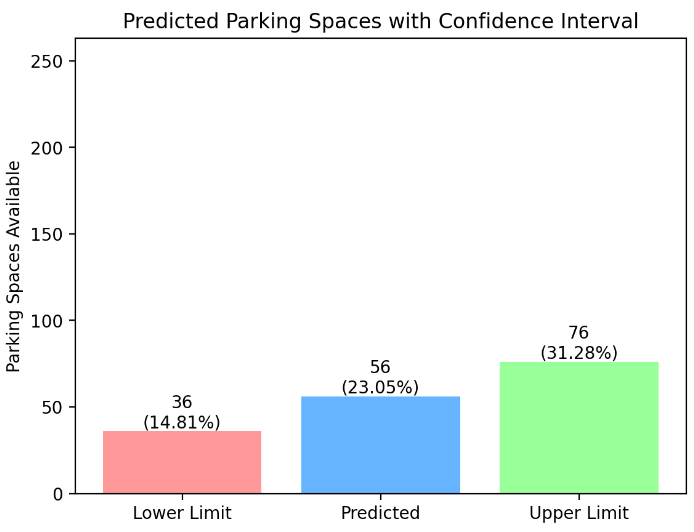 Predicted Parking Spaces with Confidence Interval
Parking Spaces Available
250
200
150
100
50
0
36
(14.81%)
56
(23.05%)
76
(31.28%)
Lower Limit
Predicted
Upper Limit